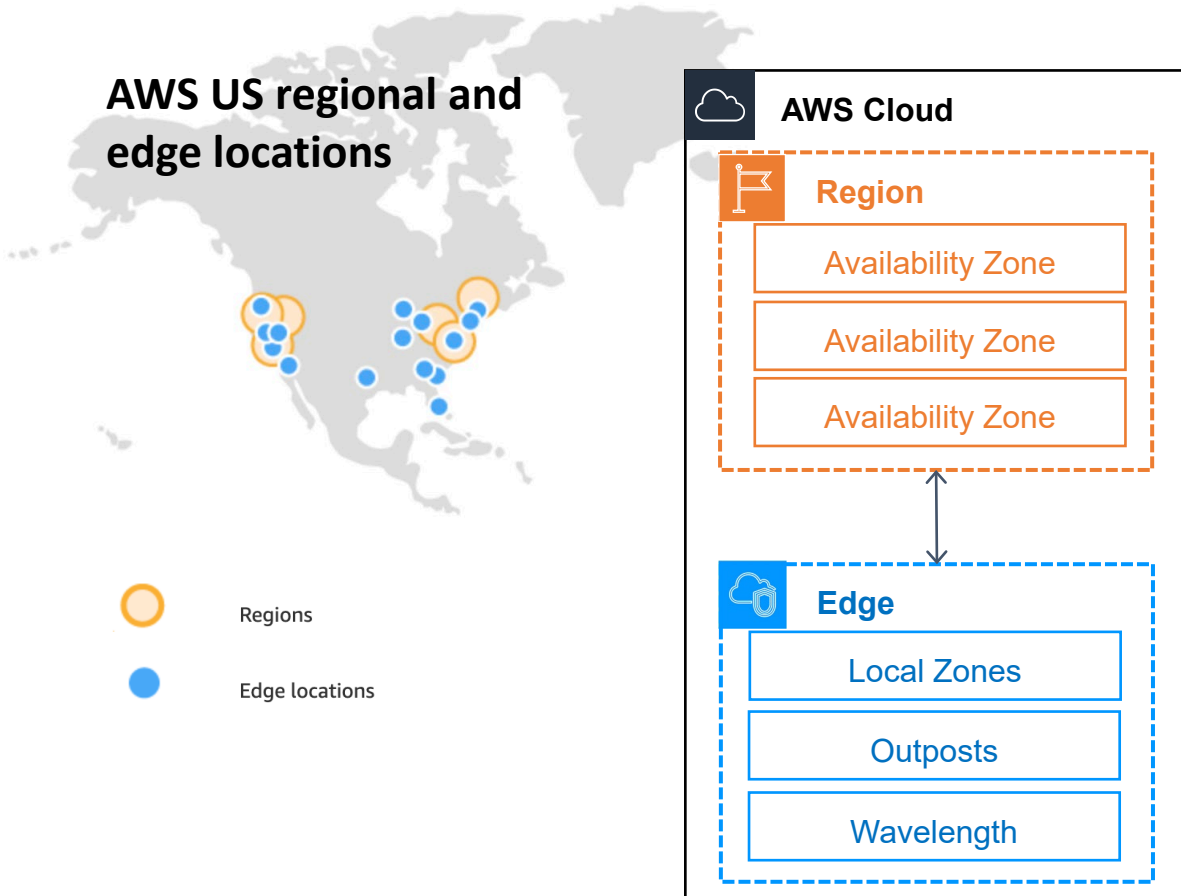 AWS US regional and
edge locations
Regions
Edge locations
AWS Cloud
Region
Availability Zone
Availability Zone
Availability Zone
Edge
Local Zones
Outposts
Wavelength